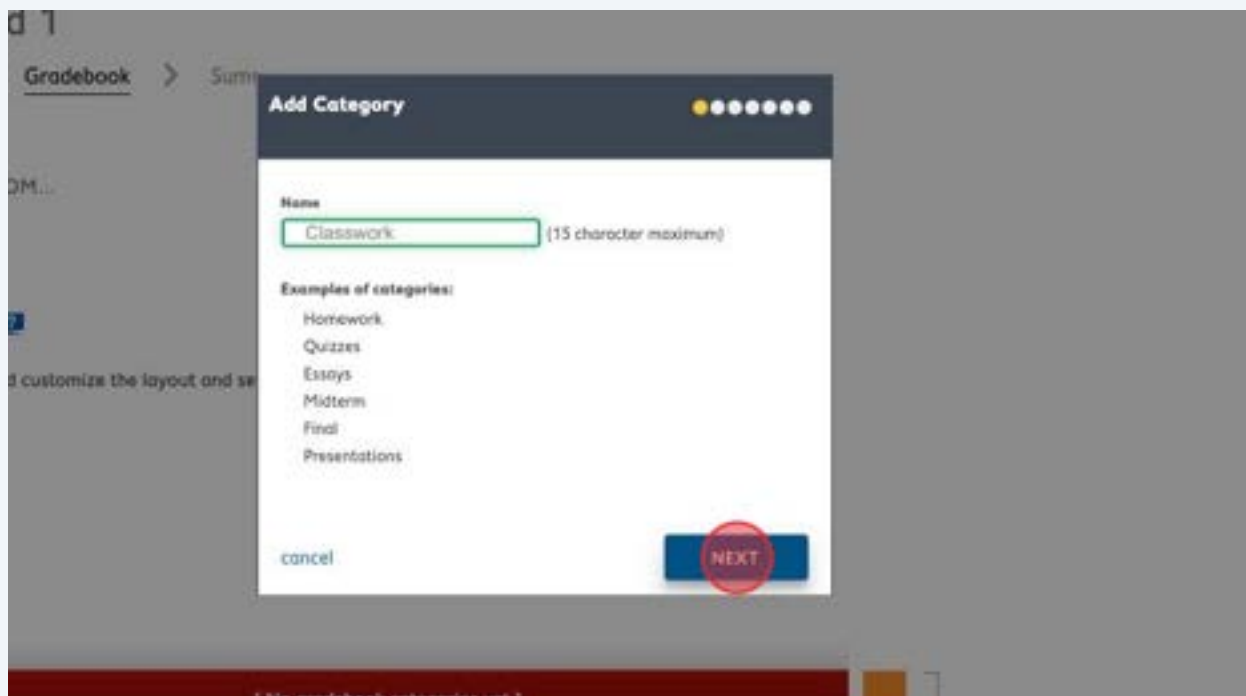 d 1
Gradebook > Sum
Add Category
OM...
Name
Classwork (15 character maximum)
Examples of categories:
Homework
Quizzes
?
d customize the layout and se
Essays
Midterm
Final
Presentations
cancel NEXT